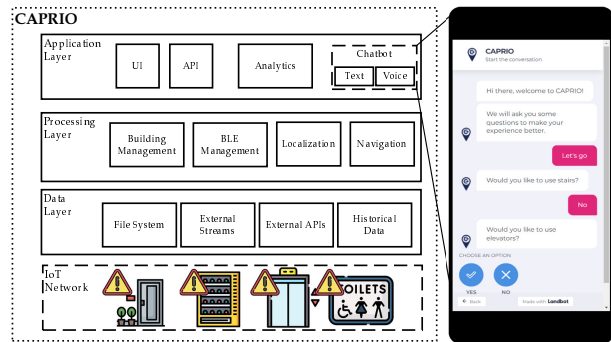 CAPRIO
Application
Layer
UI
API
Analytics
Chatbot
Text
Voice
Processing
Layer
Building
Management
BLE
Management
Localization
Navigation
Data
Layer
File System
External
Streams
External APIs
Historical
Data
IoT
Network
TOILETS
CAPRIO
Start the conversation
Hi there, welcome to CAPRIO!
We will ask you some
questions to make your
experience better.
Let's go
Would you like to use stairs?
No
Would you like to use
elevators?
CHOOSE AN OPTION
YES
NO
← Back
Made with Landbot